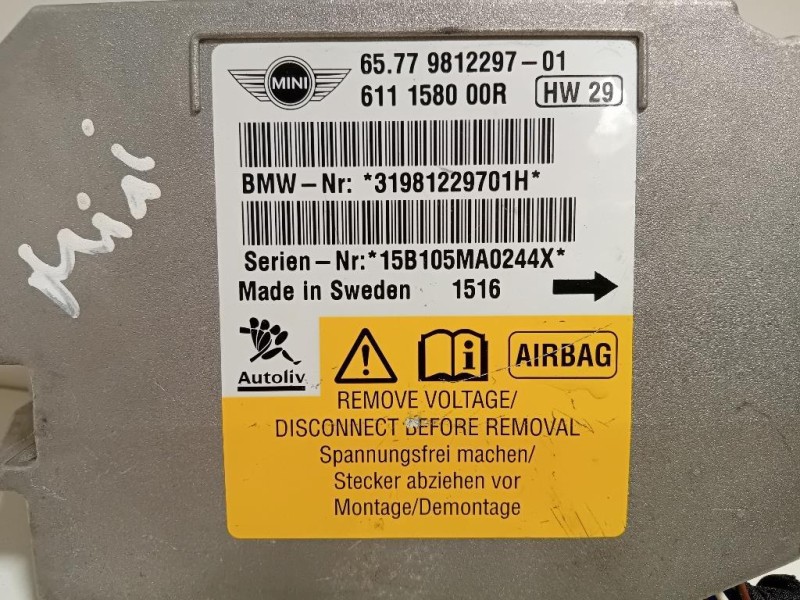 Mini
MINI
65.77 9812297-01
611 1580 00R
HW 29
BMW-Nr: *31981229701H*
Serien-Nr:*15B105MA0244X*
Made in Sweden 1516
Autoliv
AIRBAG
REMOVE VOLTAGE/
DISCONNECT BEFORE REMOVAL
Spannungsfrei machen/
Stecker abziehen vor
Montage/Demontage